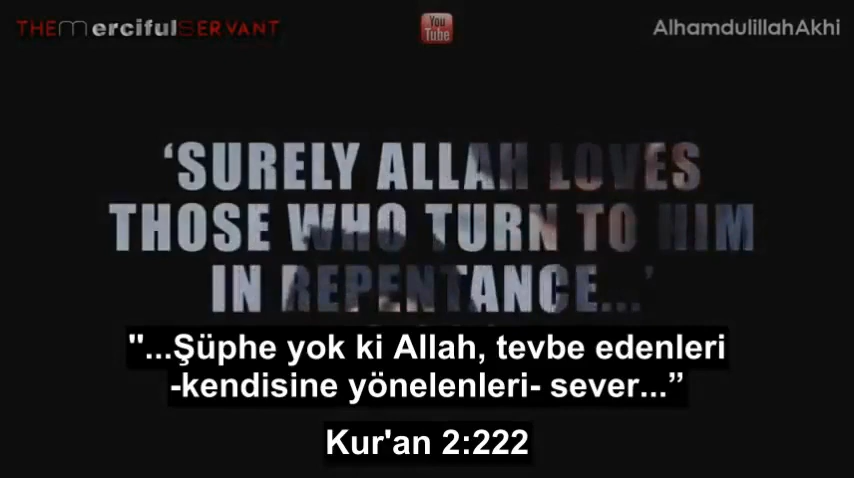 THEmercifulSERVANT
You
Tube
AlhamdulillahAkhi
‘SURELY ALLAH LOVES
THOSE WHO TURN TO HIM
IN REPENTANCE...’
"...Şüphe yok ki Allah, tevbe edenleri
-kendisine yönelenleri- sever...”
Kur'an 2:222